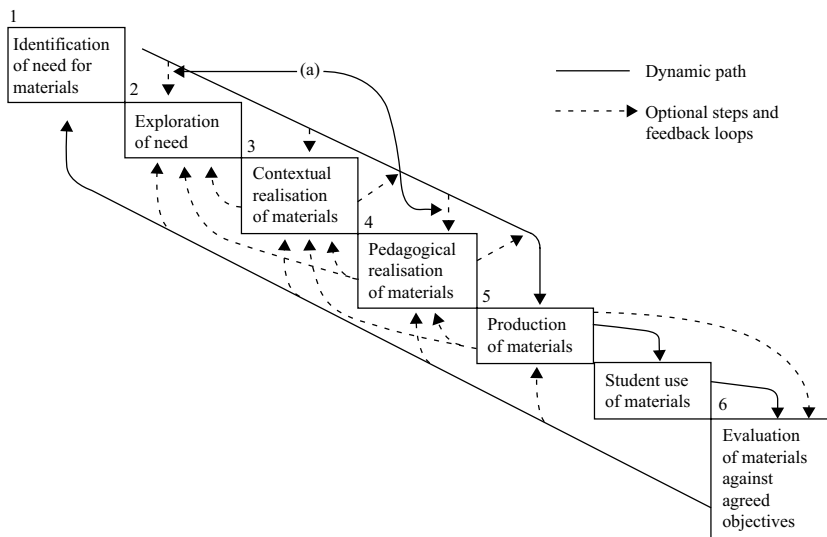 1
Identification
of need for
materials
2
Exploration
of need
3
Contextual
realisation
of materials
4
Pedagogical
realisation
of materials
5
Production
of materials
Student use
of materials
6
Evaluation
of materials
against
agreed
objectives
(a)
Dynamic path
Optional steps and
feedback loops